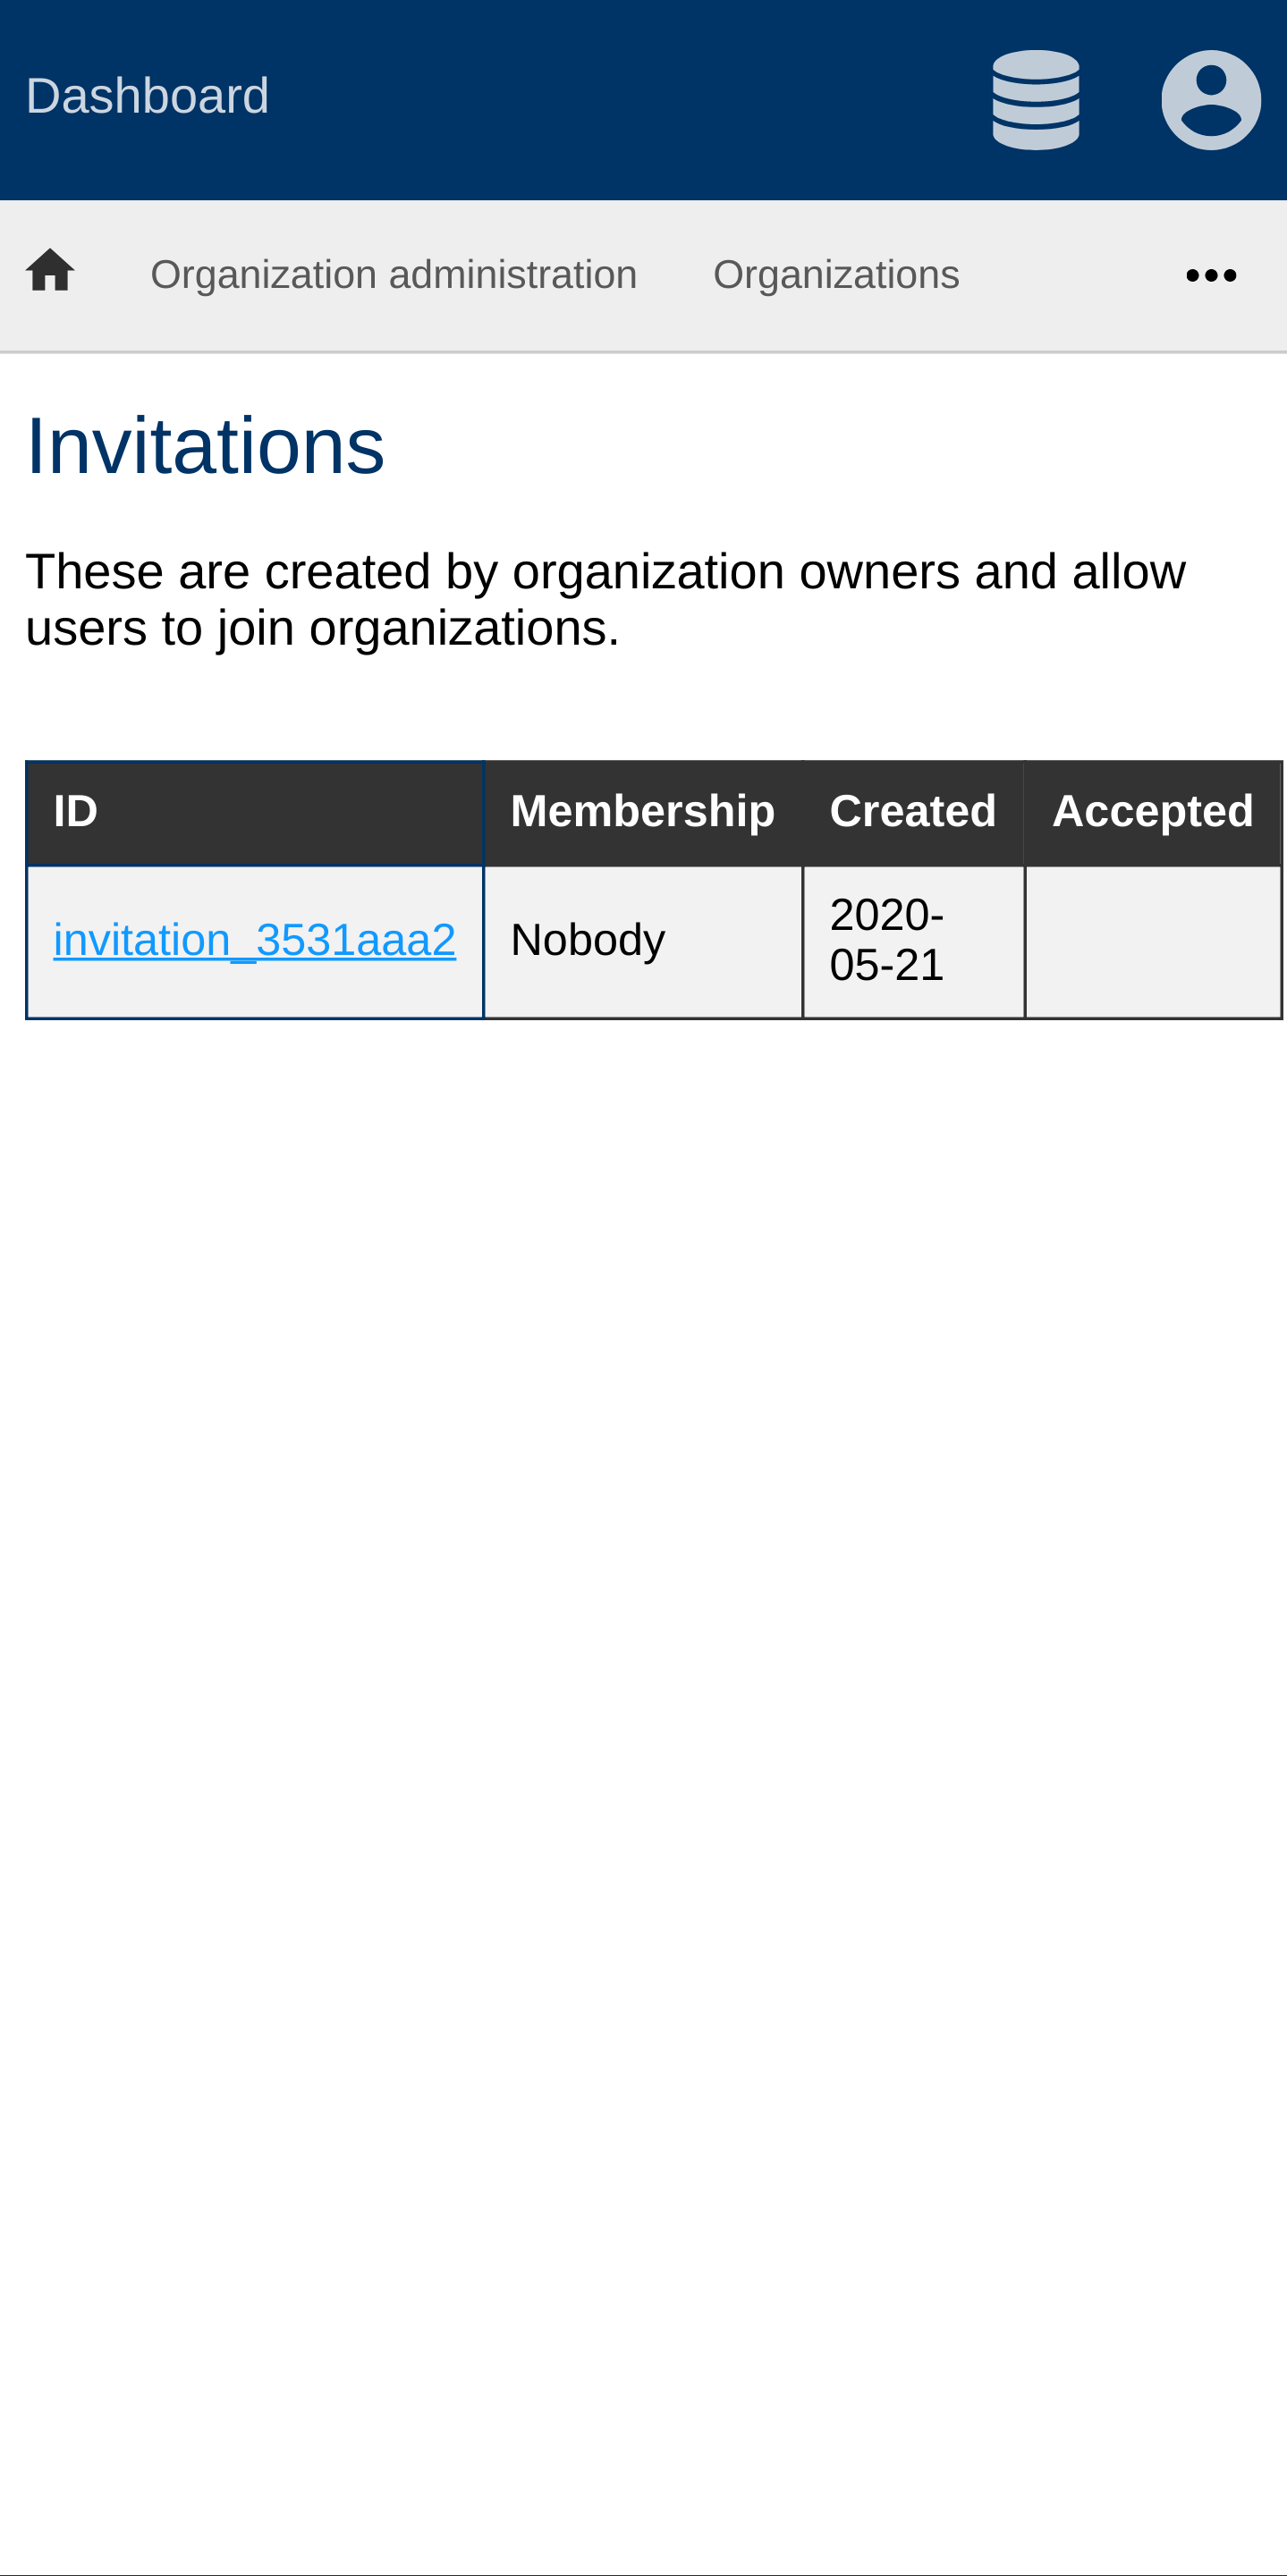 Dashboard
Organization administration Organizations
Invitations
These are created by organization owners and allow
users to join organizations.
ID Membership Created Accepted
invitation_3531aaa2 Nobody 2020-
05-21